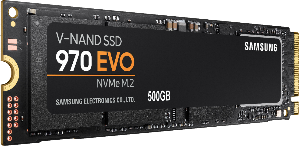 V-NAND SSD
970 EVO
NVMe M.2
SAMSUNG ELECTRONICS CO., LTD.
500GB
SAMSUNG